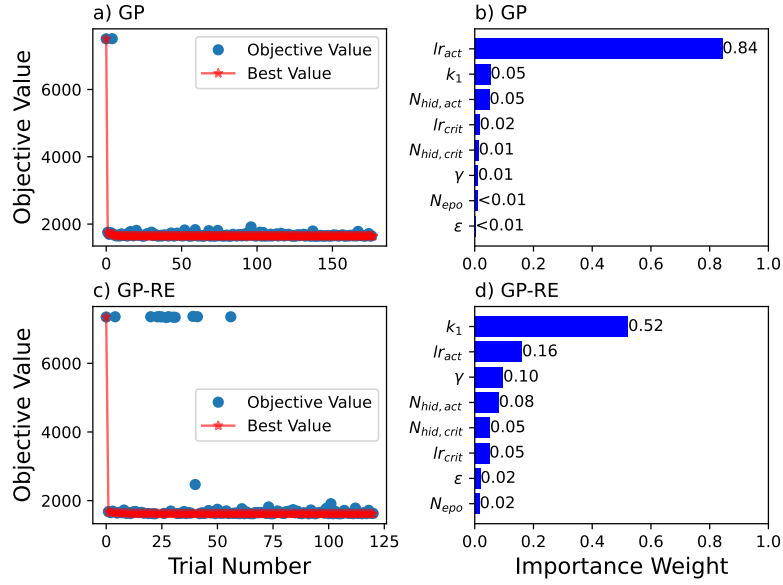 a) GP
Objective Value
6000
4000
2000
Objective Value
Best Value
0 50 100 150
b) GP
lr_act 0.84
k_1 0.05
N_hid,act 0.05
lr_crit 0.02
N_hid,crit 0.01
γ 0.01
N_epo <0.01
ε <0.01
0.0 0.2 0.4 0.6 0.8 1.0
c) GP-RE
Objective Value
6000
4000
2000
Objective Value
Best Value
0 25 50 75 100 125
Trial Number
d) GP-RE
k_1 0.52
lr_act 0.16
γ 0.10
N_hid,act 0.08
N_hid,crit 0.05
lr_crit 0.05
ε 0.02
N_epo 0.02
0.0 0.2 0.4 0.6 0.8 1.0
Importance Weight